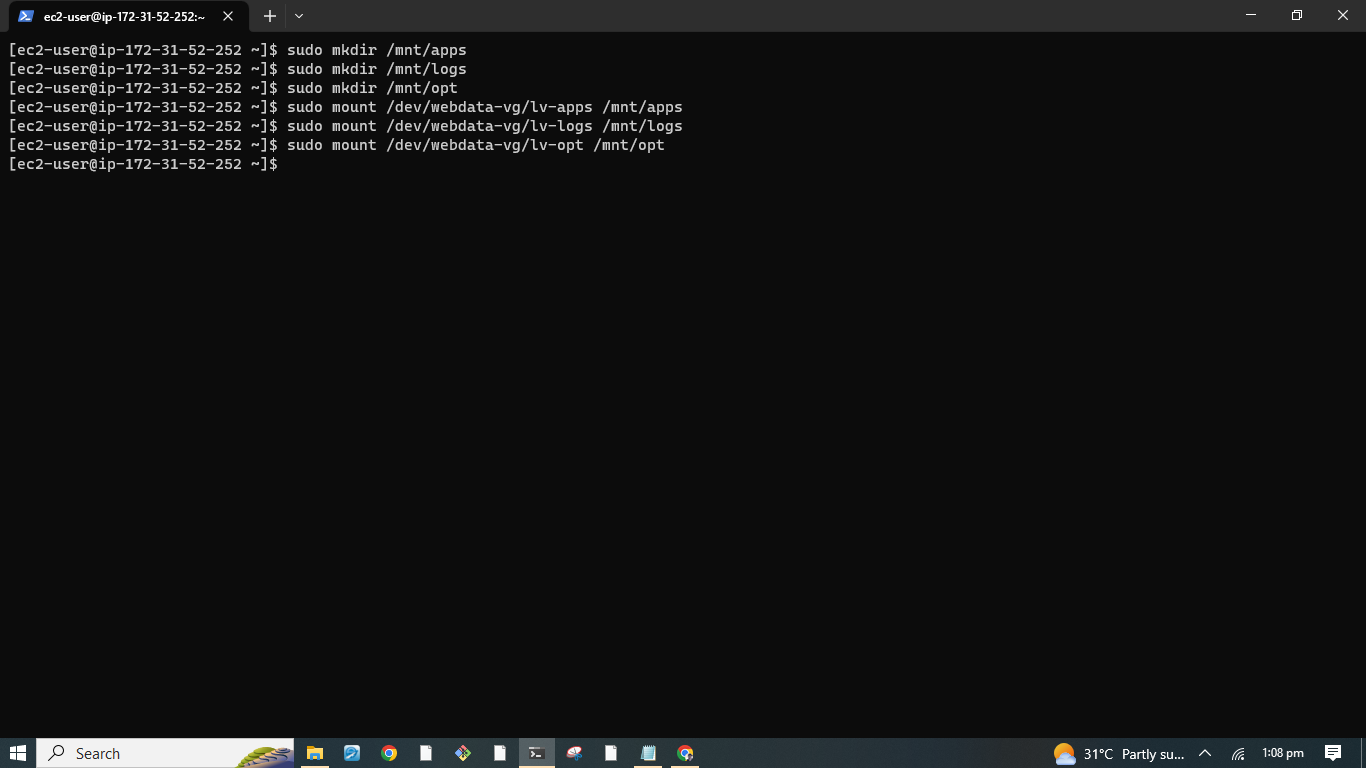 ec2-user@ip-172-31-52-252:~
[ec2-user@ip-172-31-52-252 ~]$ sudo mkdir /mnt/apps
[ec2-user@ip-172-31-52-252 ~]$ sudo mkdir /mnt/logs
[ec2-user@ip-172-31-52-252 ~]$ sudo mkdir /mnt/opt
[ec2-user@ip-172-31-52-252 ~]$ sudo mount /dev/webdata-vg/lv-apps /mnt/apps
[ec2-user@ip-172-31-52-252 ~]$ sudo mount /dev/webdata-vg/lv-logs /mnt/logs
[ec2-user@ip-172-31-52-252 ~]$ sudo mount /dev/webdata-vg/lv-opt /mnt/opt
[ec2-user@ip-172-31-52-252 ~]$
Search 31°C Partly su... 1:08 pm